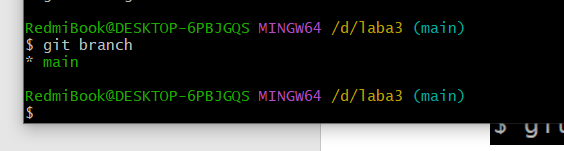 RedmiBook@DESKTOP-6PBJGQS MINGW64 /d/laba3 (main)
$ git branch
* main
RedmiBook@DESKTOP-6PBJGQS MINGW64 /d/laba3 (main)
$